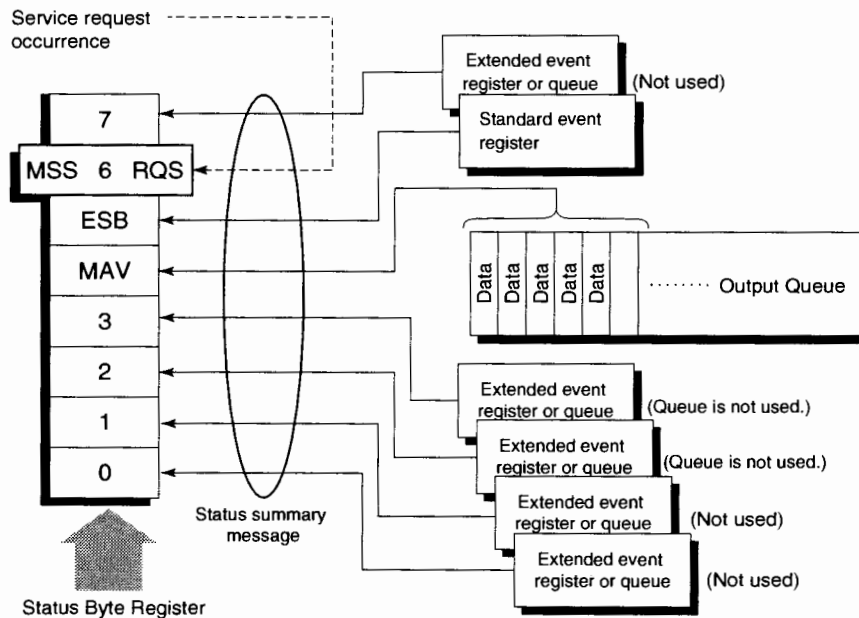 Service request
occurrence
Extended event
register or queue
(Not used)
Standard event
register
7
MSS 6 RQS
ESB
MAV
3
2
1
0
Data
Data
Data
Data
Data
........ Output Queue
Extended event
register or queue
(Queue is not used.)
Extended event
register or queue
(Queue is not used.)
Extended event
register or queue
(Not used)
Extended event
register or queue
(Not used)
Status summary
message
Status Byte Register